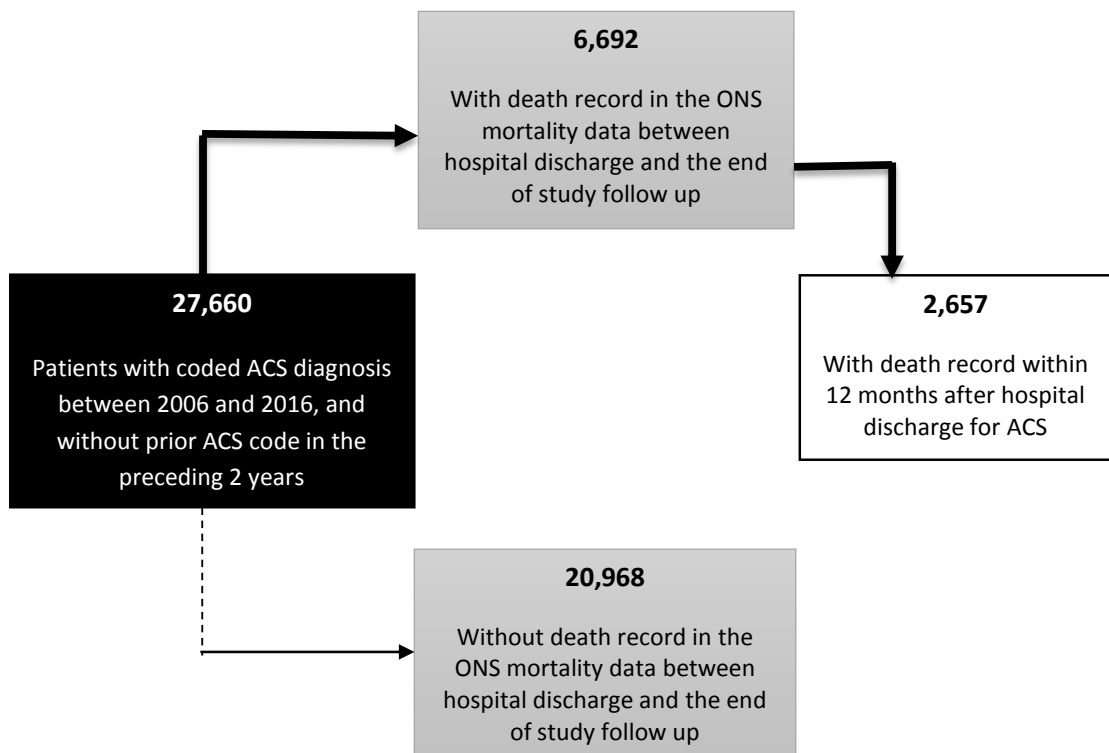 6,692
With death record in the ONS
mortality data between
hospital discharge and the end
of study follow up
27,660
Patients with coded ACS diagnosis
between 2006 and 2016, and
without prior ACS code in the
preceding 2 years
2,657
With death record within
12 months after hospital
discharge for ACS
20,968
Without death record in the
ONS mortality data between
hospital discharge and the end
of study follow up